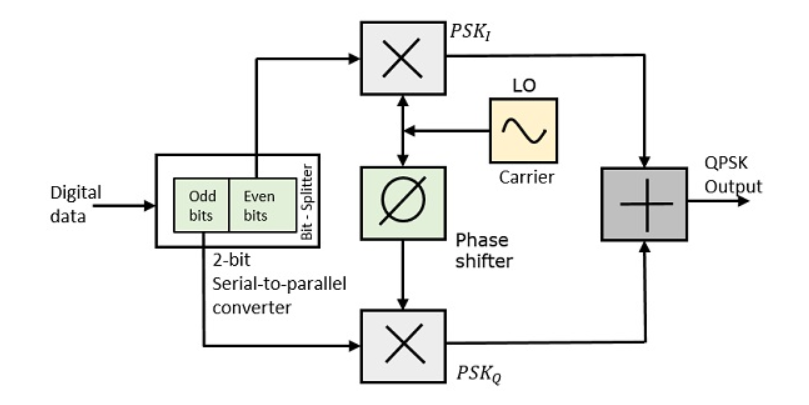 PSK_I
LO
Carrier
Digital
data
Odd
bits
Even
bits
Bit - Splitter
2-bit
Serial-to-parallel
converter
Phase
shifter
QPSK
Output
PSK_Q